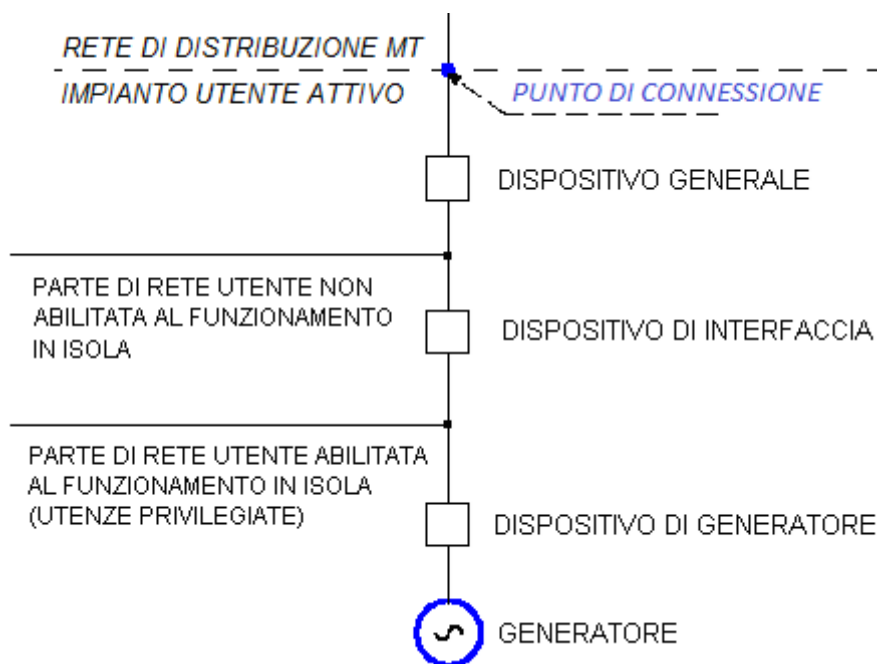 RETE DI DISTRIBUZIONE MT
IMPIANTO UTENTE ATTIVO
PUNTO DI CONNESSIONE
DISPOSITIVO GENERALE
PARTE DI RETE UTENTE NON
ABILITATA AL FUNZIONAMENTO
IN ISOLA
DISPOSITIVO DI INTERFACCIA
PARTE DI RETE UTENTE ABILITATA
AL FUNZIONAMENTO IN ISOLA
(UTENZE PRIVILEGIATE)
DISPOSITIVO DI GENERATORE
GENERATORE